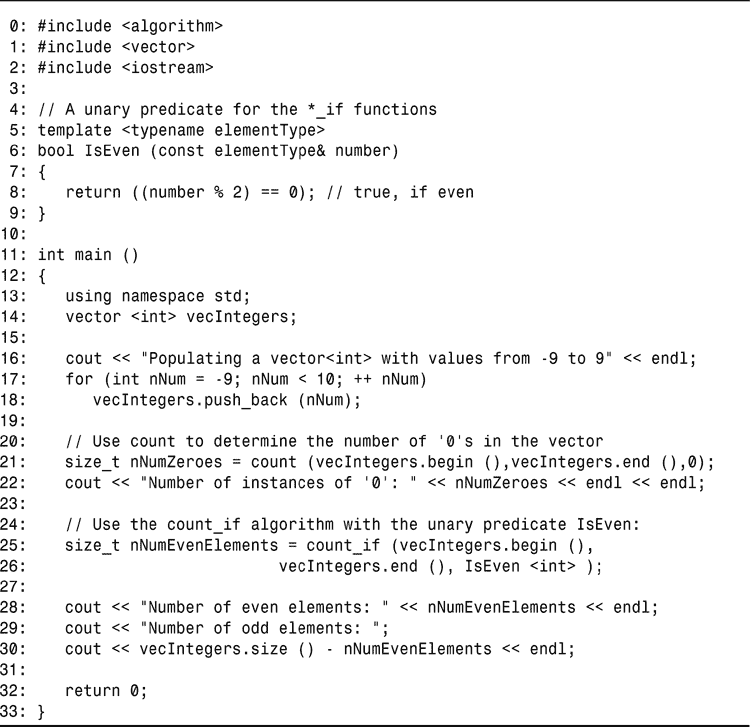 0: #include <algorithm>
1: #include <vector>
2: #include <iostream>
3:
4: // A unary predicate for the *_if functions
5: template <typename elementType>
6: bool IsEven (const elementType& number)
7: {
8:    return ((number % 2) == 0); // true, if even
9: }
10:
11: int main ()
12: {
13:    using namespace std;
14:    vector <int> vecIntegers;
15:
16:    cout << "Populating a vector<int> with values from -9 to 9" << endl;
17:    for (int nNum = -9; nNum < 10; ++ nNum)
18:       vecIntegers.push_back (nNum);
19:
20:    // Use count to determine the number of '0's in the vector
21:    size_t nNumZeroes = count (vecIntegers.begin (),vecIntegers.end (),0);
22:    cout << "Number of instances of '0': " << nNumZeroes << endl << endl;
23:
24:    // Use the count_if algorithm with the unary predicate IsEven:
25:    size_t nNumEvenElements = count_if (vecIntegers.begin (),
26:                           vecIntegers.end (), IsEven <int> );
27:
28:    cout << "Number of even elements: " << nNumEvenElements << endl;
29:    cout << "Number of odd elements: ";
30:    cout << vecIntegers.size () - nNumEvenElements << endl;
31:
32:    return 0;
33: }